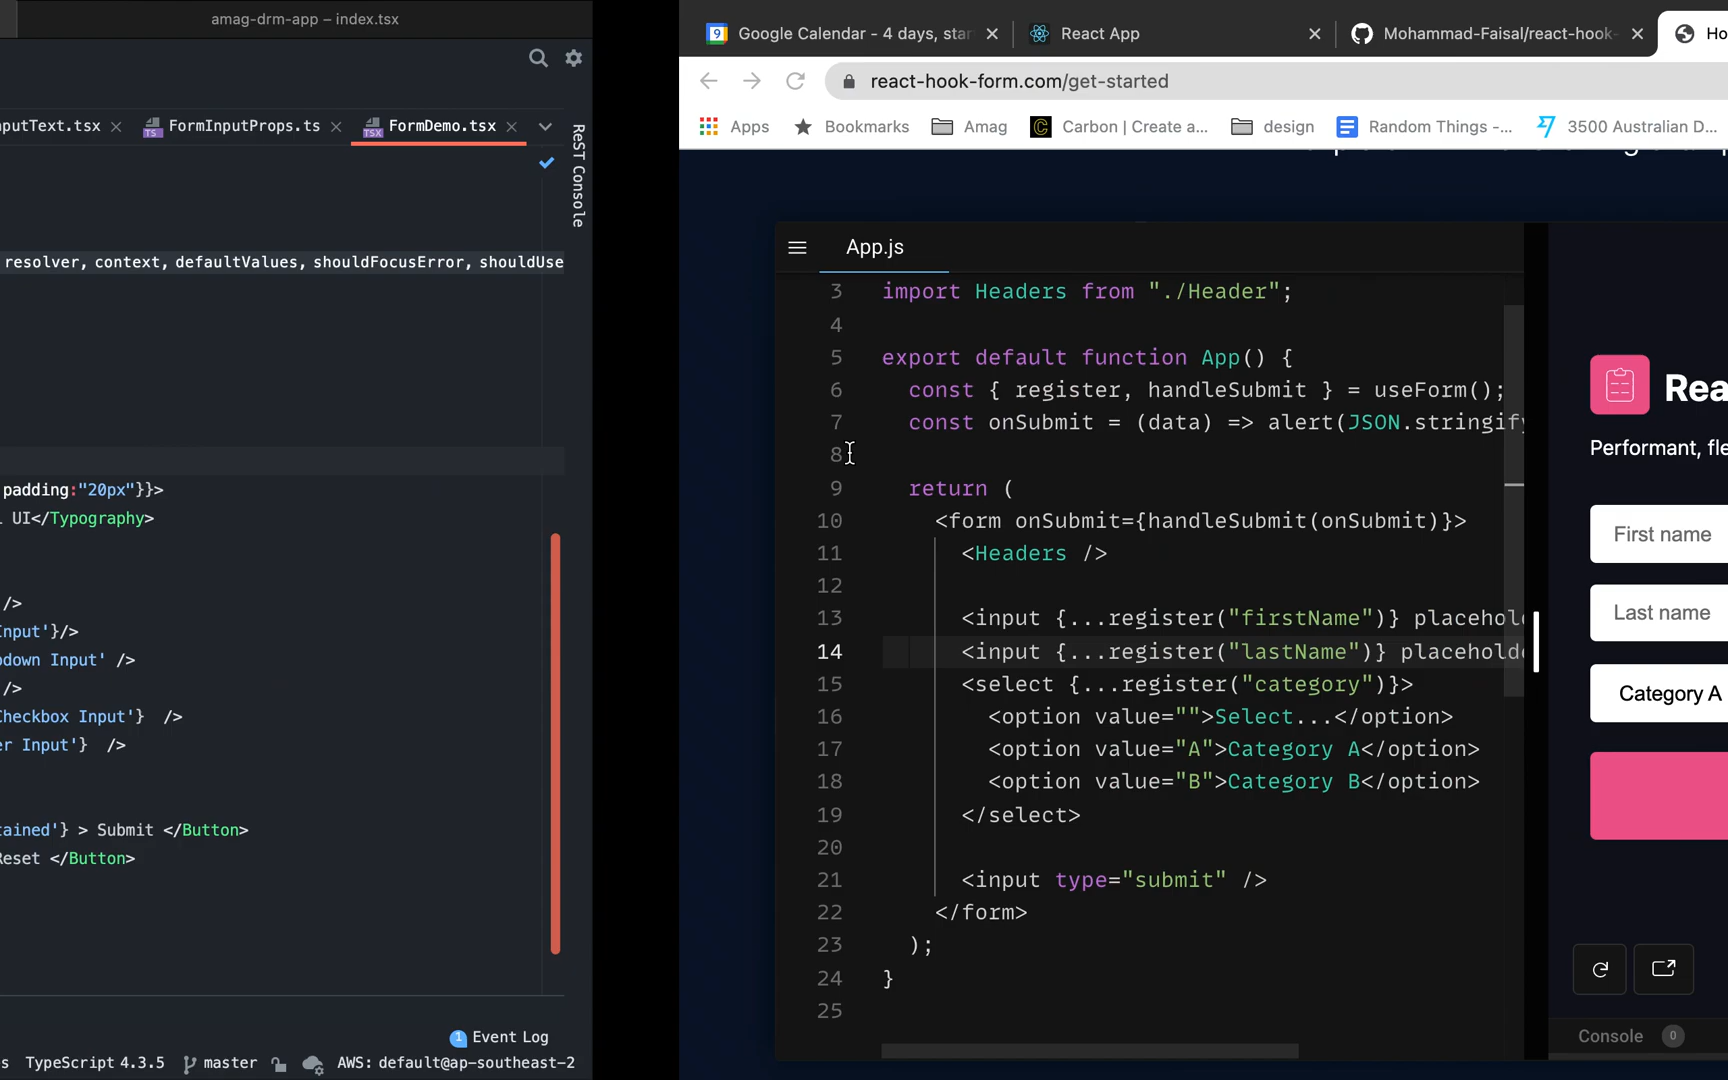 amag-drm-app – index.tsx
putText.tsx
FormInputProps.ts
FormDemo.tsx
ReST Console
resolver, context, defaultValues, shouldFocusError, shouldUse
padding:"20px"}}>
UI</Typography>
/>
Input'}/>
pdown Input' />
/>
Checkbox Input'} />
er Input'} />
tained'} > Submit </Button>
Reset </Button>
1 Event Log
s TypeScript 4.3.5 master AWS: default@ap-southeast-2
9 Google Calendar - 4 days, star
React App
Mohammad-Faisal/react-hook-
Ho
react-hook-form.com/get-started
Apps Bookmarks Amag Carbon | Create a... design Random Things -... 3500 Australian D...
App.js
3 import Headers from "./Header";
4
5 export default function App() {
6 const { register, handleSubmit } = useForm();
7 const onSubmit = (data) => alert(JSON.stringify
8
9 return (
10 <form onSubmit={handleSubmit(onSubmit)}>
11 <Headers />
12
13 <input {...register("firstName")} placehol
14 <input {...register("lastName")} placehold
15 <select {...register("category")}>
16 <option value="">Select...</option>
17 <option value="A">Category A</option>
18 <option value="B">Category B</option>
19 </select>
20
21 <input type="submit" />
22 </form>
23 );
24 }
25
Rea
Performant, fle
First name
Last name
Category A
Console 0